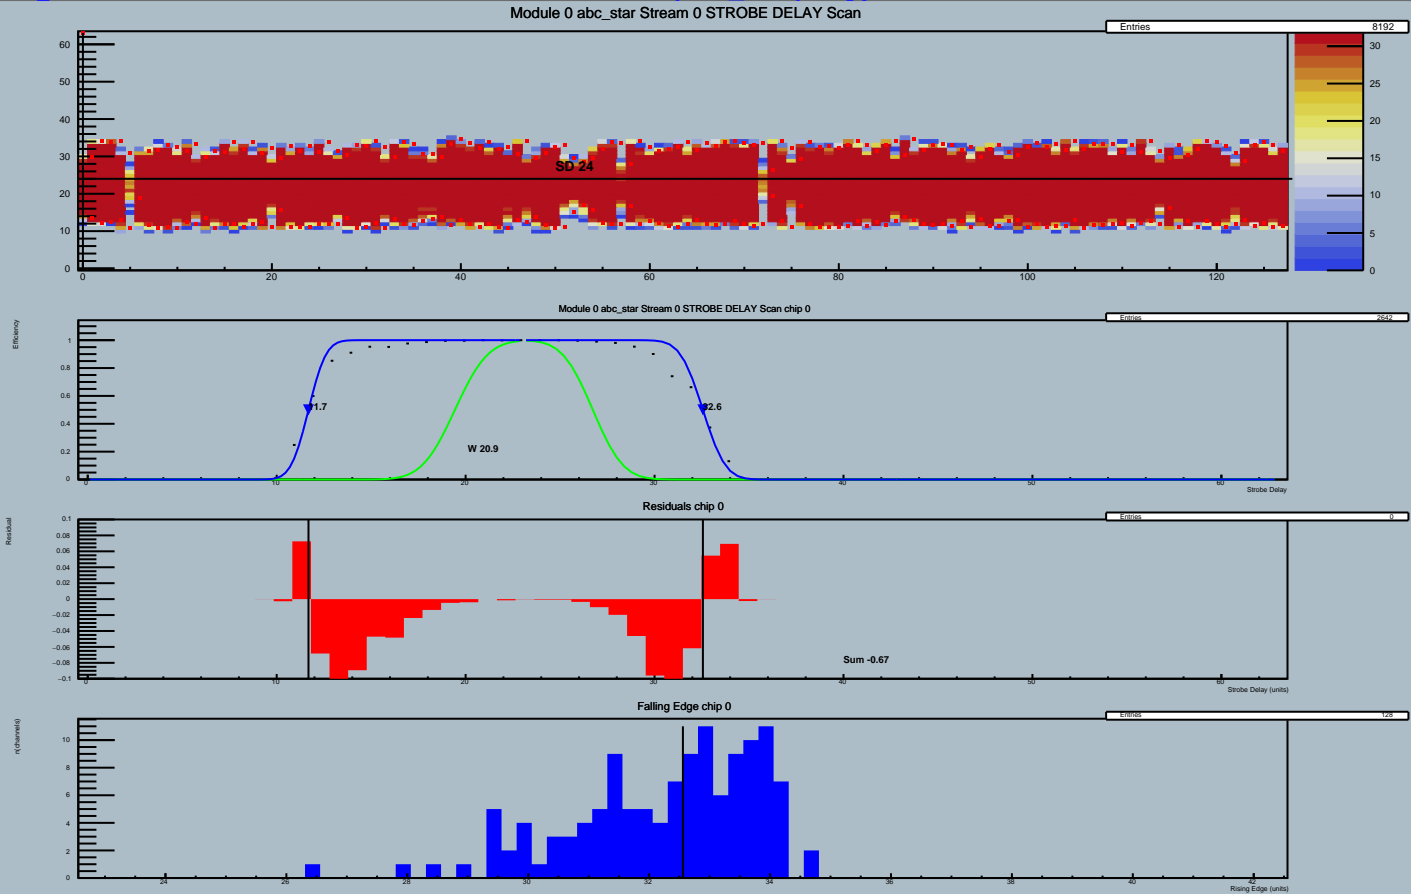 Module 0 abc_star Stream 0 STROBE DELAY Scan
Entries 8192
60
50
40
30
20
10
0
SD 24
30
25
20
15
10
5
0
0 20 40 60 80 100 120
Module 0 abc_star Stream 0 STROBE DELAY Scan chip 0
Entries 2642
Efficiency
1
0.8
0.6
0.4
0.2
0
11.7
32.6
W 20.9
0 10 20 30 40 50 60
Strobe Delay
Residuals chip 0
Entries 0
Residual
0.1
0.08
0.06
0.04
0.02
0
−0.02
−0.04
−0.06
−0.08
−0.1
Sum -0.67
0 10 20 30 40 50 60
Strobe Delay (units)
Falling Edge chip 0
Entries 128
n(channels)
10
8
6
4
2
0
24 26 28 30 32 34 36 38 40 42
Rising Edge (units)